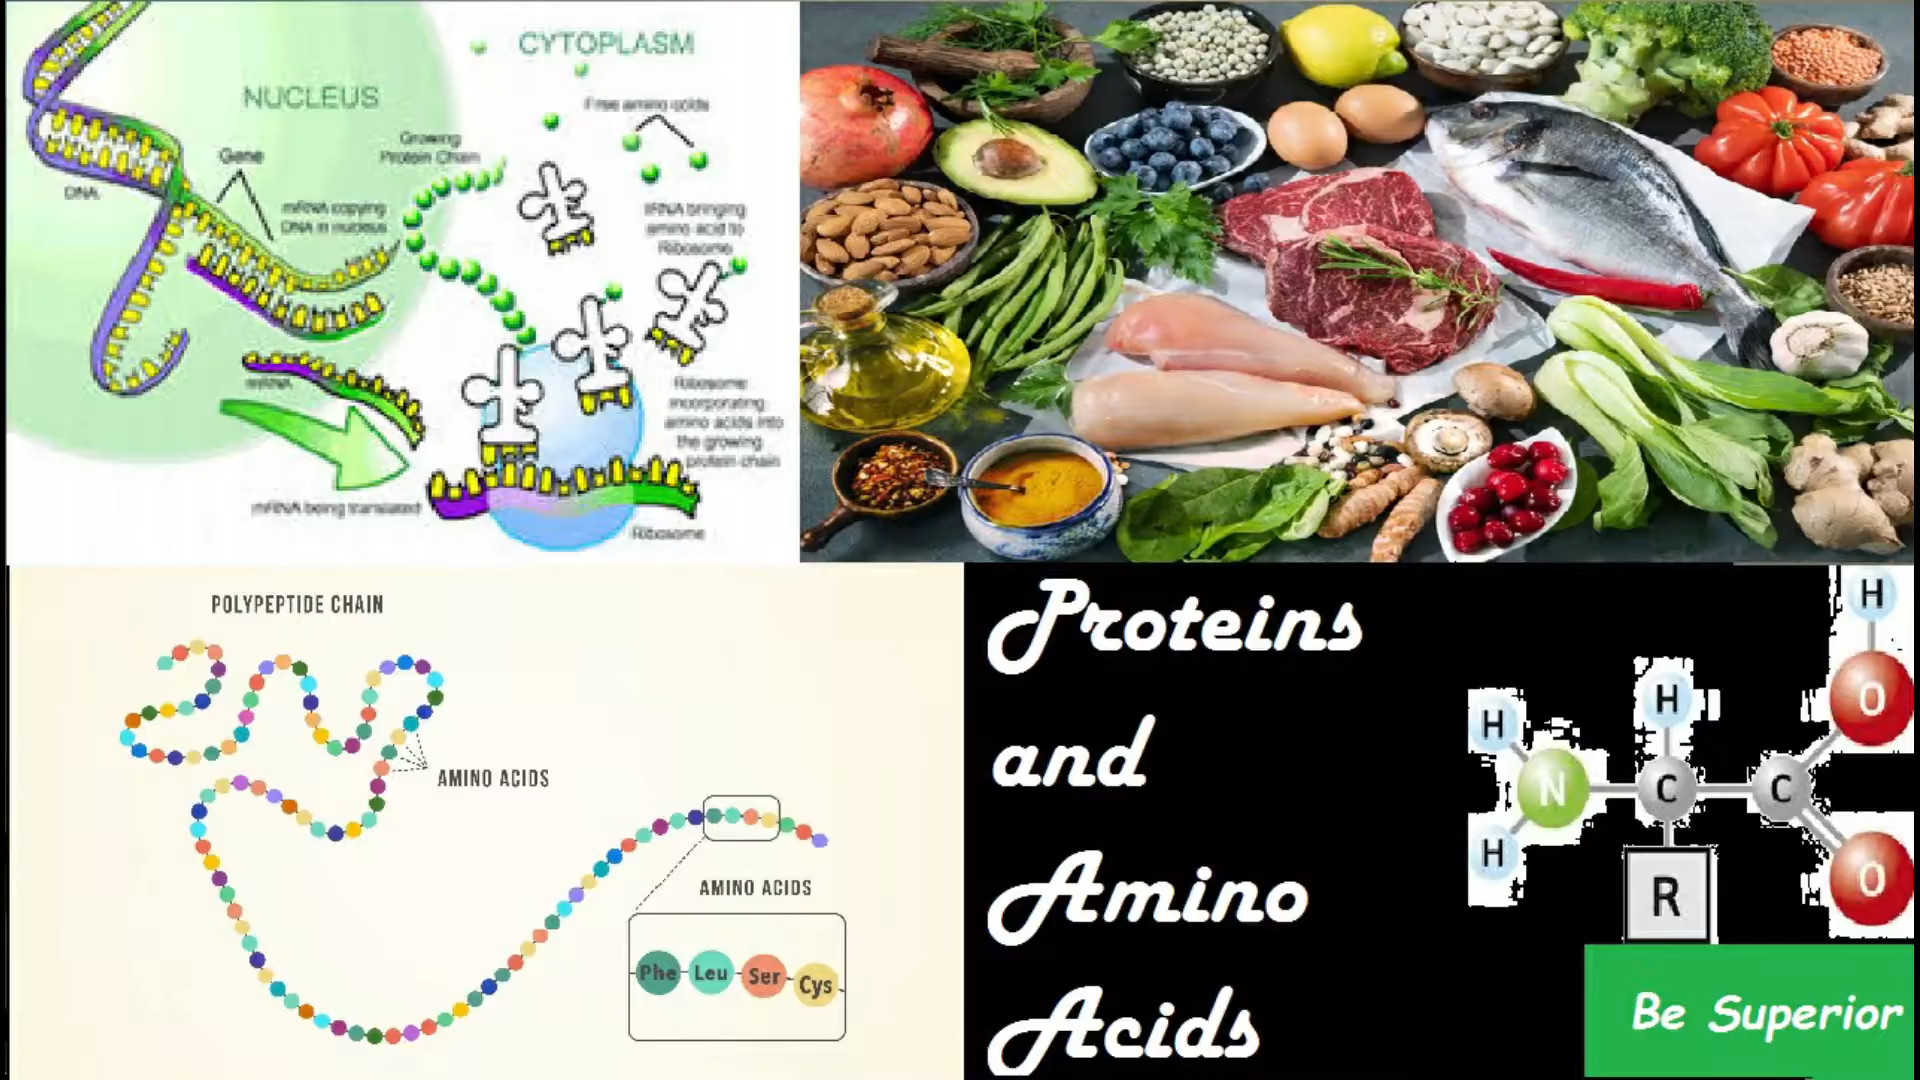 CYTOPLASM
NUCLEUS
Free amino acids
Growing
Protein Chain
Gene
DNA
mRNA copying
DNA in nucleus
tRNA bringing
amino acid to
Ribosome
mRNA
Ribosome
incorporating
amino acids into
the growing
protein chain
mRNA being translated
Ribosome
POLYPEPTIDE CHAIN
AMINO ACIDS
AMINO ACIDS
Phe Leu Ser Cys
Proteins
and
Amino
Acids
H
H H O
N C C
H R O
Be Superior